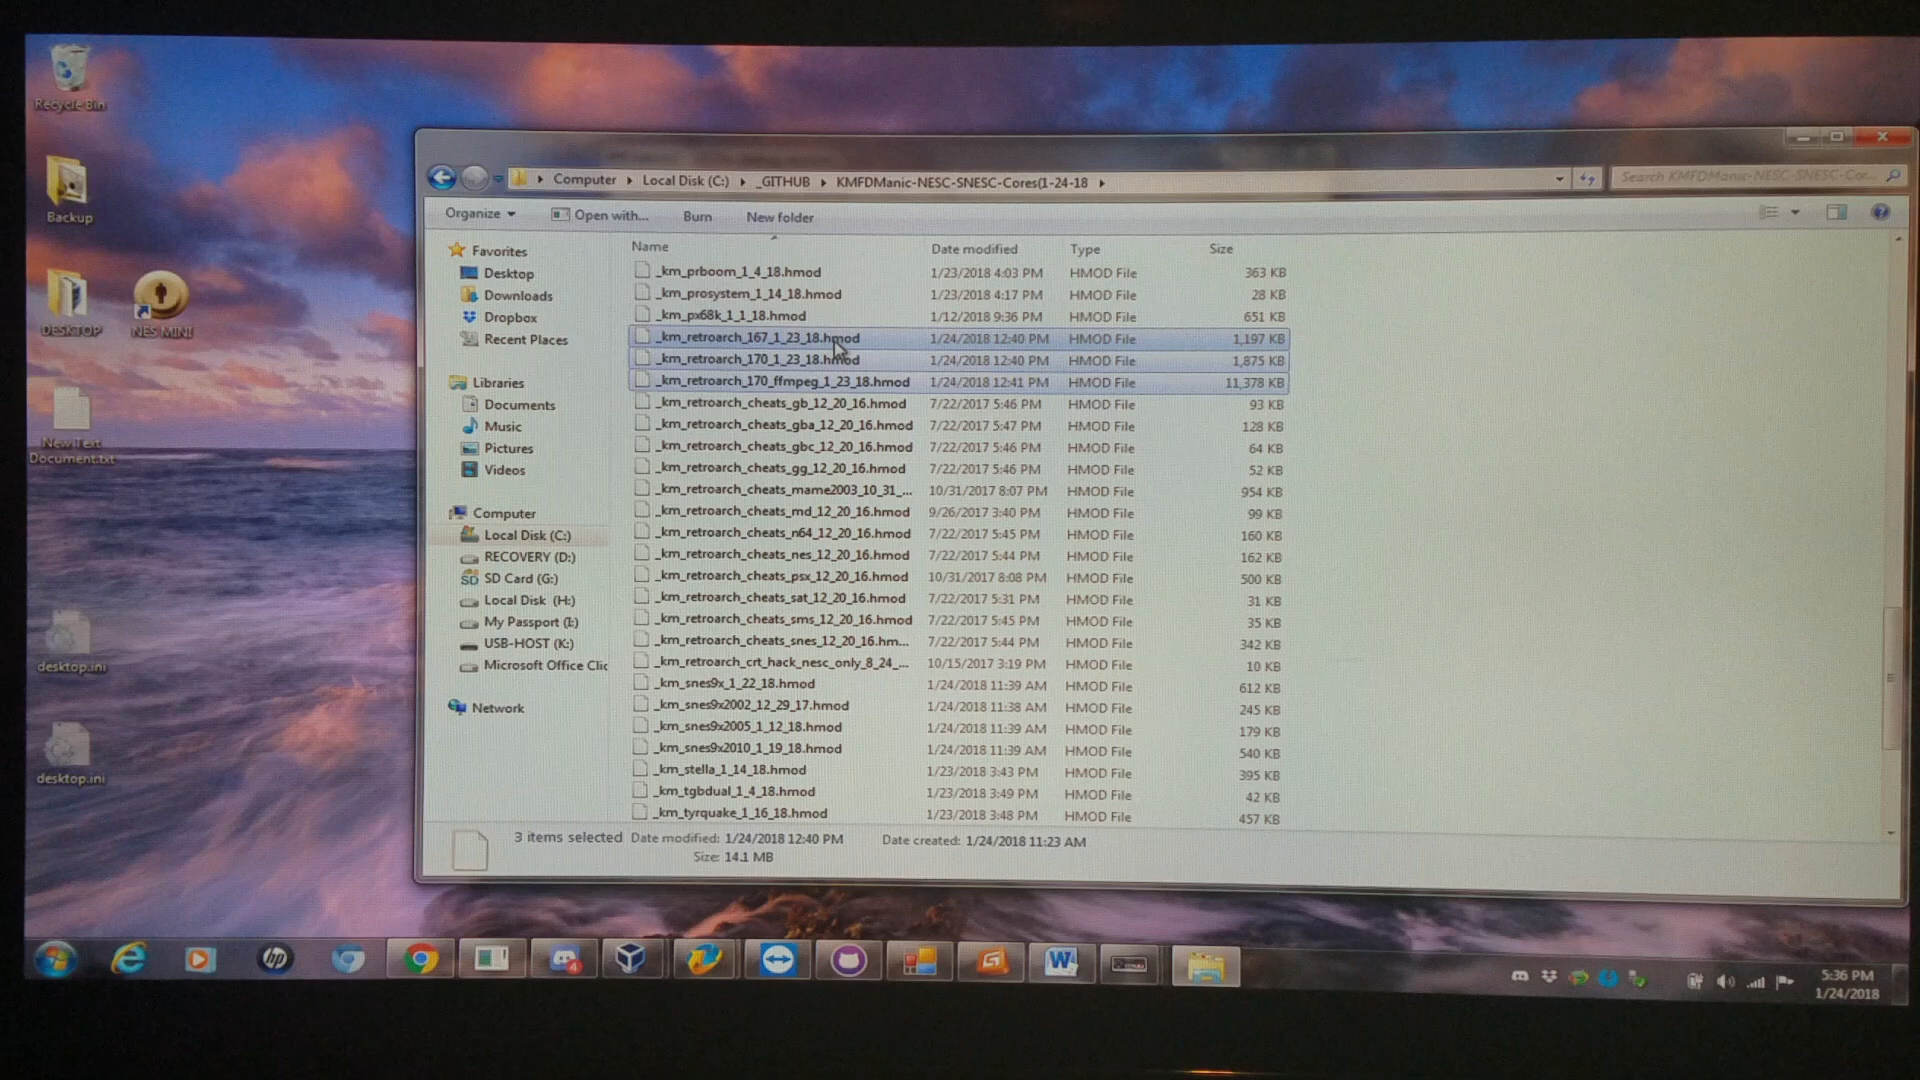 Recycle Bin
Backup
DESKTOP
NES MINI
New Text
Document.txt
desktop.ini
desktop.ini
Computer
Local Disk (C:)
_GITHUB
KMFDManic-NESC-SNESC-Cores(1-24-18
Search KMFDManic-NESC-SNESC-Cor...
Organize
Open with...
Burn
New folder
Favorites
Desktop
Downloads
Dropbox
Recent Places
Libraries
Documents
Music
Pictures
Videos
Computer
Local Disk (C:)
RECOVERY (D:)
SD Card (G:)
Local Disk (H:)
My Passport (I:)
USB-HOST (K:)
Microsoft Office Clic
Network
Name Date modified Type Size
_km_prboom_1_4_18.hmod 1/23/2018 4:03 PM HMOD File 363 KB
_km_prosystem_1_14_18.hmod 1/23/2018 4:17 PM HMOD File 28 KB
_km_px68k_1_1_18.hmod 1/12/2018 9:36 PM HMOD File 651 KB
_km_retroarch_167_1_23_18.hmod 1/24/2018 12:40 PM HMOD File 1,197 KB
_km_retroarch_170_1_23_18.hmod 1/24/2018 12:40 PM HMOD File 1,875 KB
_km_retroarch_170_ffmpeg_1_23_18.hmod 1/24/2018 12:41 PM HMOD File 11,378 KB
_km_retroarch_cheats_gb_12_20_16.hmod 7/22/2017 5:46 PM HMOD File 93 KB
_km_retroarch_cheats_gba_12_20_16.hmod 7/22/2017 5:47 PM HMOD File 128 KB
_km_retroarch_cheats_gbc_12_20_16.hmod 7/22/2017 5:46 PM HMOD File 64 KB
_km_retroarch_cheats_gg_12_20_16.hmod 7/22/2017 5:46 PM HMOD File 52 KB
_km_retroarch_cheats_mame2003_10_31_... 10/31/2017 8:07 PM HMOD File 954 KB
_km_retroarch_cheats_md_12_20_16.hmod 9/26/2017 3:40 PM HMOD File 99 KB
_km_retroarch_cheats_n64_12_20_16.hmod 7/22/2017 5:45 PM HMOD File 160 KB
_km_retroarch_cheats_nes_12_20_16.hmod 7/22/2017 5:44 PM HMOD File 162 KB
_km_retroarch_cheats_psx_12_20_16.hmod 10/31/2017 8:08 PM HMOD File 500 KB
_km_retroarch_cheats_sat_12_20_16.hmod 7/22/2017 5:31 PM HMOD File 31 KB
_km_retroarch_cheats_sms_12_20_16.hmod 7/22/2017 5:45 PM HMOD File 35 KB
_km_retroarch_cheats_snes_12_20_16.hm... 7/22/2017 5:44 PM HMOD File 342 KB
_km_retroarch_crt_hack_nesc_only_8_24_... 10/15/2017 3:19 PM HMOD File 10 KB
_km_snes9x_1_22_18.hmod 1/24/2018 11:39 AM HMOD File 612 KB
_km_snes9x2002_12_29_17.hmod 1/24/2018 11:38 AM HMOD File 245 KB
_km_snes9x2005_1_12_18.hmod 1/24/2018 11:39 AM HMOD File 179 KB
_km_snes9x2010_1_19_18.hmod 1/24/2018 11:39 AM HMOD File 540 KB
_km_stella_1_14_18.hmod 1/23/2018 3:43 PM HMOD File 395 KB
_km_tgbdual_1_4_18.hmod 1/23/2018 3:49 PM HMOD File 42 KB
_km_tyrquake_1_16_18.hmod 1/23/2018 3:48 PM HMOD File 457 KB
3 items selected Date modified: 1/24/2018 12:40 PM Date created: 1/24/2018 11:23 AM
Size: 14.1 MB
hp
4
W
5:36 PM
1/24/2018